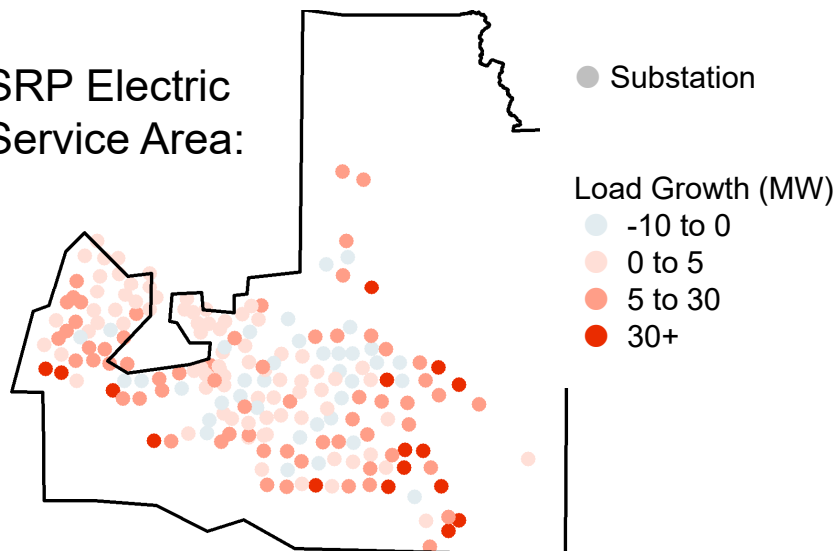 SRP Electric
Service Area:
Substation
Load Growth (MW)
-10 to 0
0 to 5
5 to 30
30+